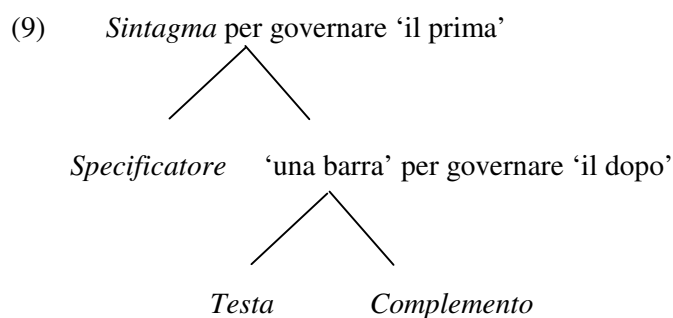 (9) Sintagma per governare ‘il prima’
Specificatore ‘una barra’ per governare ‘il dopo’
Testa Complemento